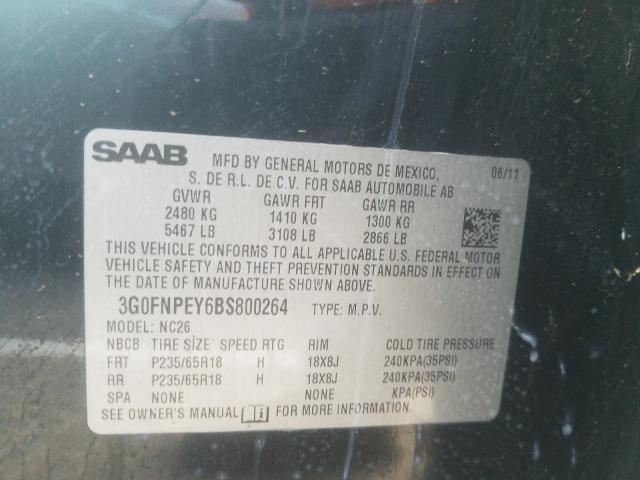 SAAB MFD BY GENERAL MOTORS DE MEXICO, 06/11
S. DE R.L. DE C.V. FOR SAAB AUTOMOBILE AB
GVWR GAWR FRT GAWR RR
2480 KG 1410 KG 1300 KG
5467 LB 3108 LB 2866 LB
THIS VEHICLE CONFORMS TO ALL APPLICABLE U.S. FEDERAL MOTOR
VEHICLE SAFETY AND THEFT PREVENTION STANDARDS IN EFFECT ON
THE DATE OF MANUFACTURE SHOWN ABOVE.
3G0FNPEY6BS800264 TYPE: M.P.V.
MODEL: NC26
NBCB TIRE SIZE SPEED RTG RIM COLD TIRE PRESSURE
FRT P235/65R18 H 18X8J 240KPA(35PSI)
RR P235/65R18 H 18X8J 240KPA(35PSI)
SPA NONE NONE KPA(PSI)
SEE OWNER'S MANUAL FOR MORE INFORMATION.